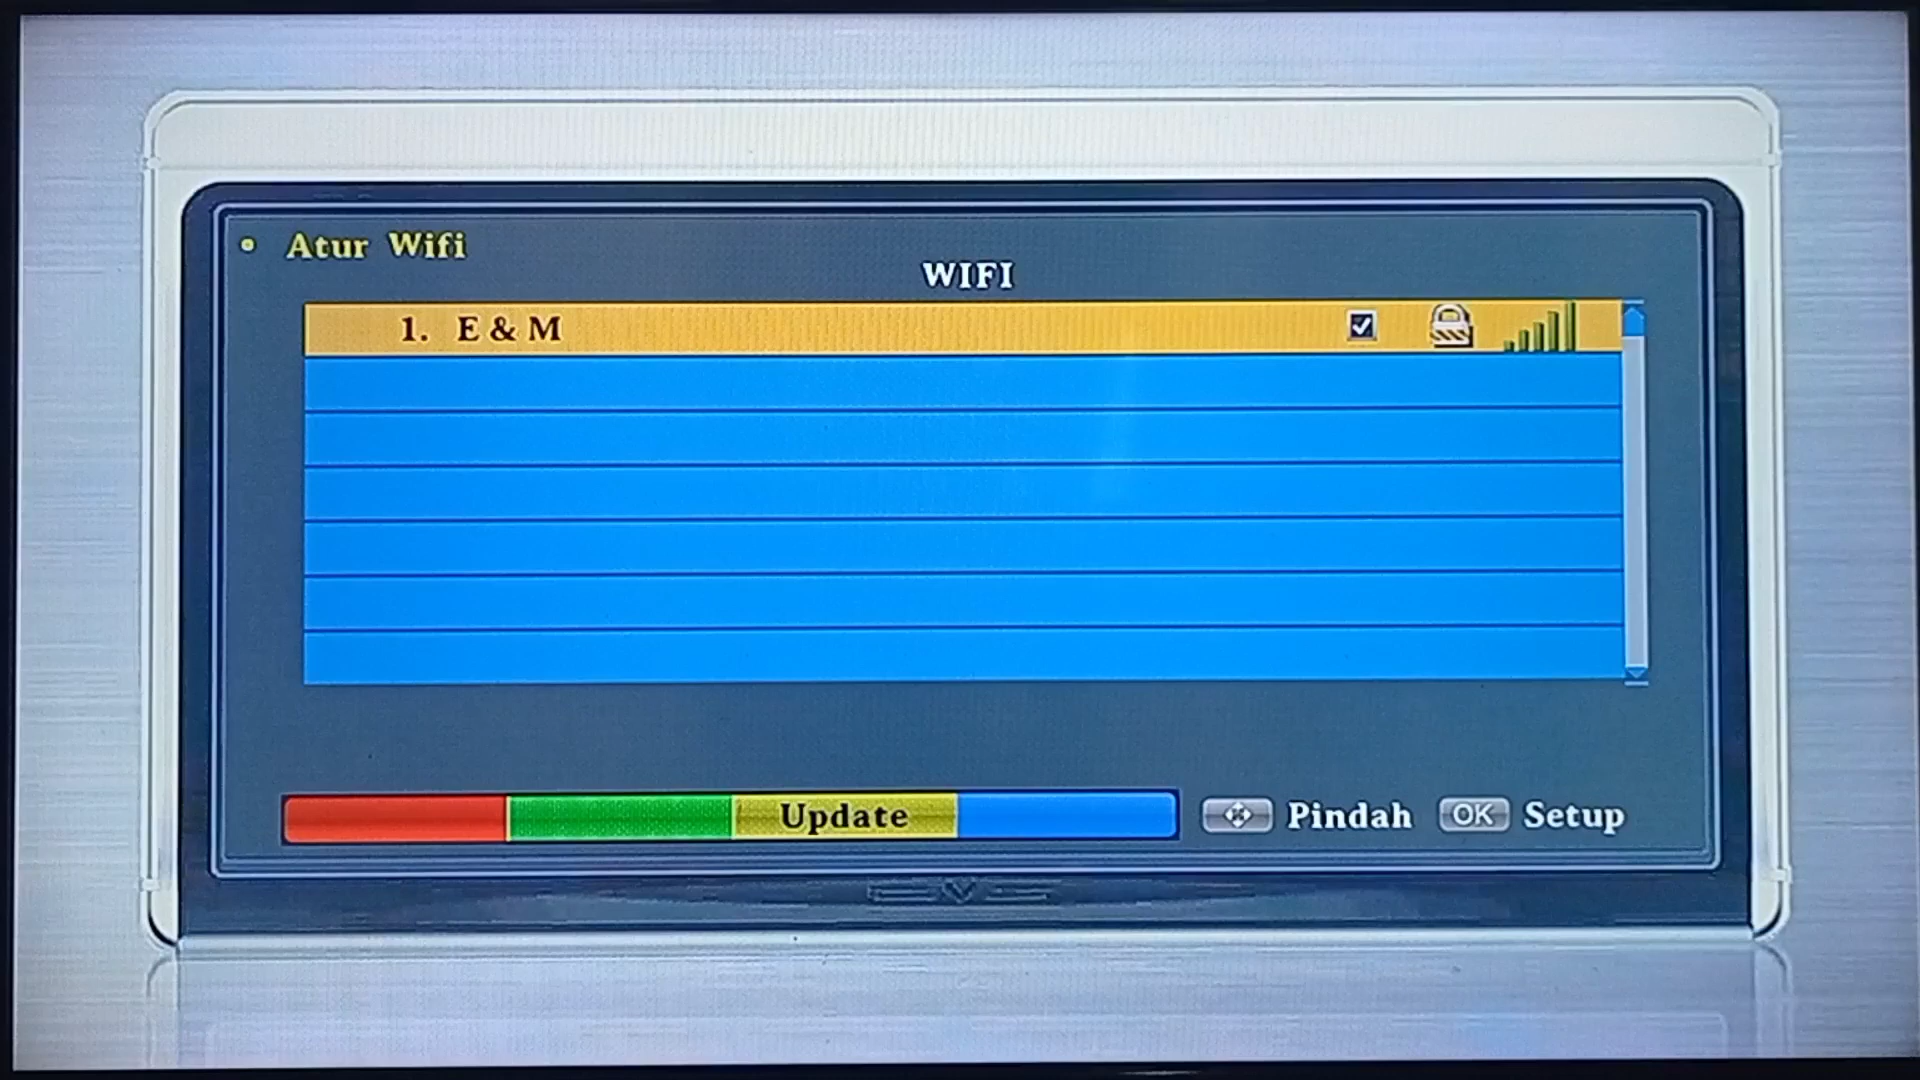 Atur Wifi
WIFI
1. E & M
Update
Pindah
OK Setup